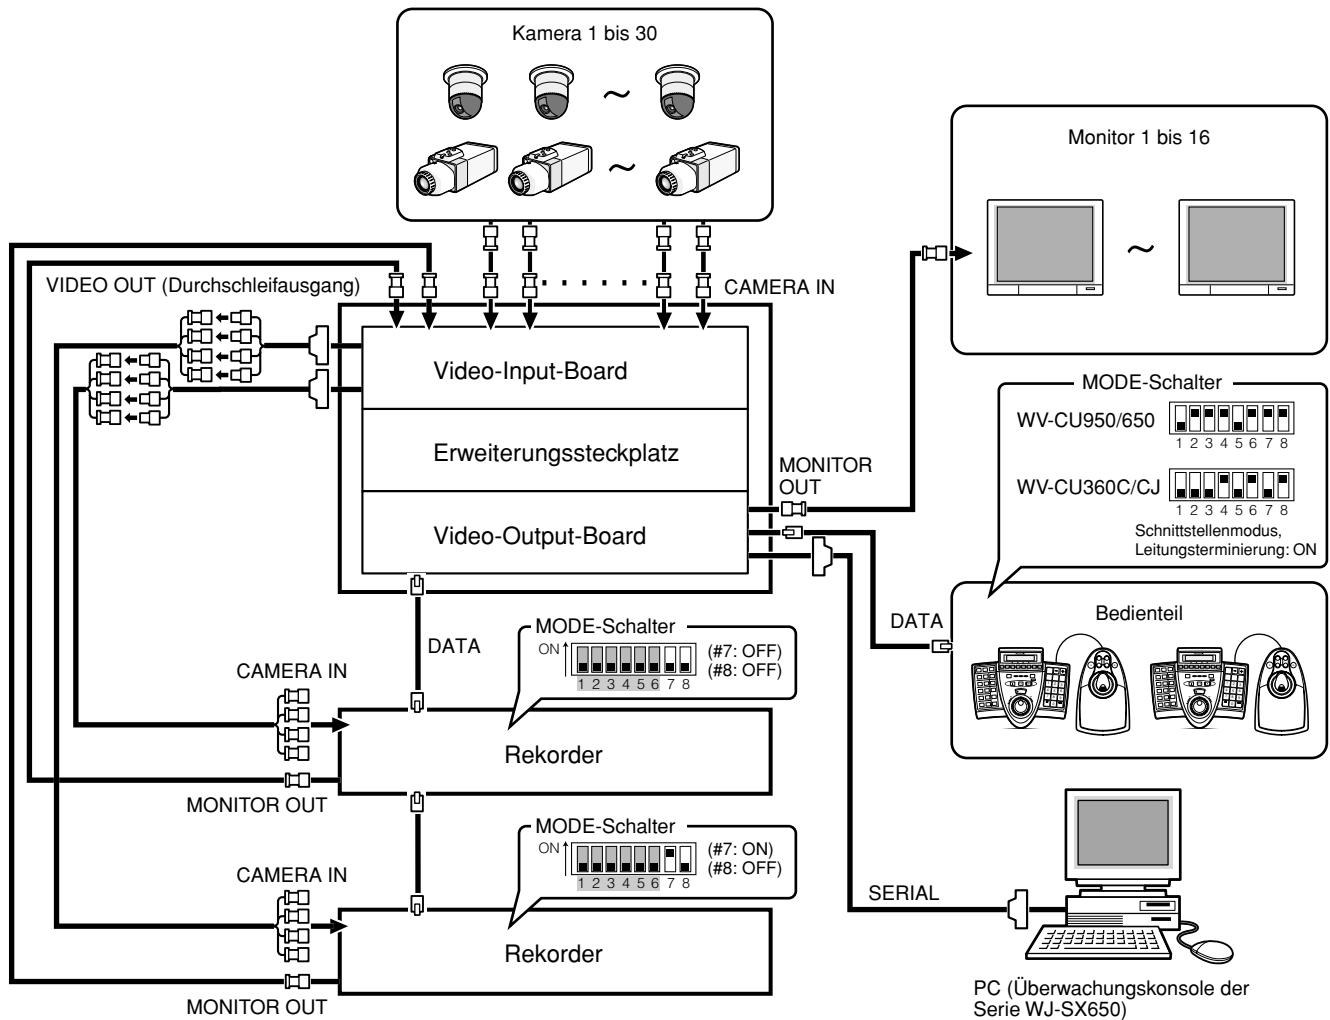 Kamera 1 bis 30
Monitor 1 bis 16
VIDEO OUT (Durchschleifausgang)
CAMERA IN
Video-Input-Board
Erweiterungssteckplatz
Video-Output-Board
MONITOR
OUT
MODE-Schalter
WV-CU950/650
1 2 3 4 5 6 7 8
WV-CU360C/CJ
1 2 3 4 5 6 7 8
Schnittstellenmodus,
Leitungsterminierung: ON
DATA
Bedienteil
DATA
MODE-Schalter
ON
(#7: OFF)
(#8: OFF)
1 2 3 4 5 6 7 8
CAMERA IN
Rekorder
MONITOR OUT
MODE-Schalter
ON
(#7: ON)
(#8: OFF)
1 2 3 4 5 6 7 8
CAMERA IN
Rekorder
MONITOR OUT
SERIAL
PC (Überwachungskonsole der
Serie WJ-SX650)